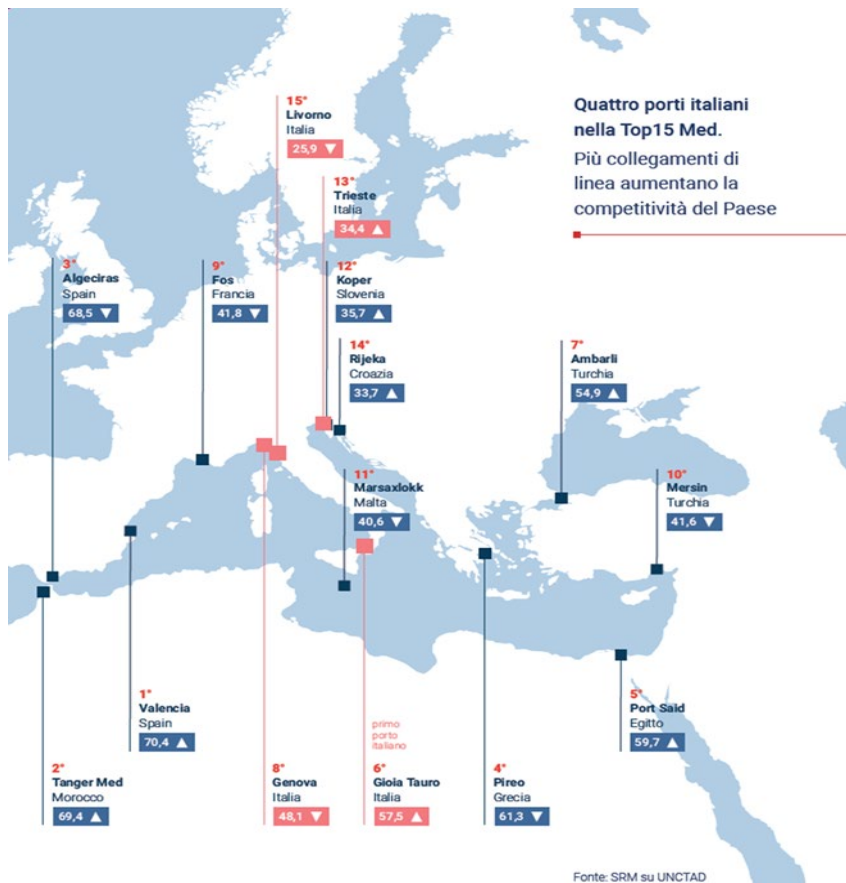 Quattro porti italiani
nella Top15 Med.
Più collegamenti di
linea aumentano la
competitività del Paese
15°
Livorno
Italia
25,9 ▼
13°
Trieste
Italia
34,4 ▲
3°
Algeciras
Spain
68,5 ▼
9°
Fos
Francia
41,8 ▼
12°
Koper
Slovenia
35,7 ▲
14°
Rijeka
Croazia
33,7 ▲
7°
Ambarli
Turchia
54,9 ▲
11°
Marsaxlokk
Malta
40,6 ▼
10°
Mersin
Turchia
41,6 ▼
1°
Valencia
Spain
70,4 ▲
primo
porto
italiano
5°
Port Said
Egitto
59,7 ▲
2°
Tanger Med
Morocco
69,4 ▲
8°
Genova
Italia
48,1 ▼
6°
Gioia Tauro
Italia
57,5 ▲
4°
Pireo
Grecia
61,3 ▼
Fonte: SRM su UNCTAD